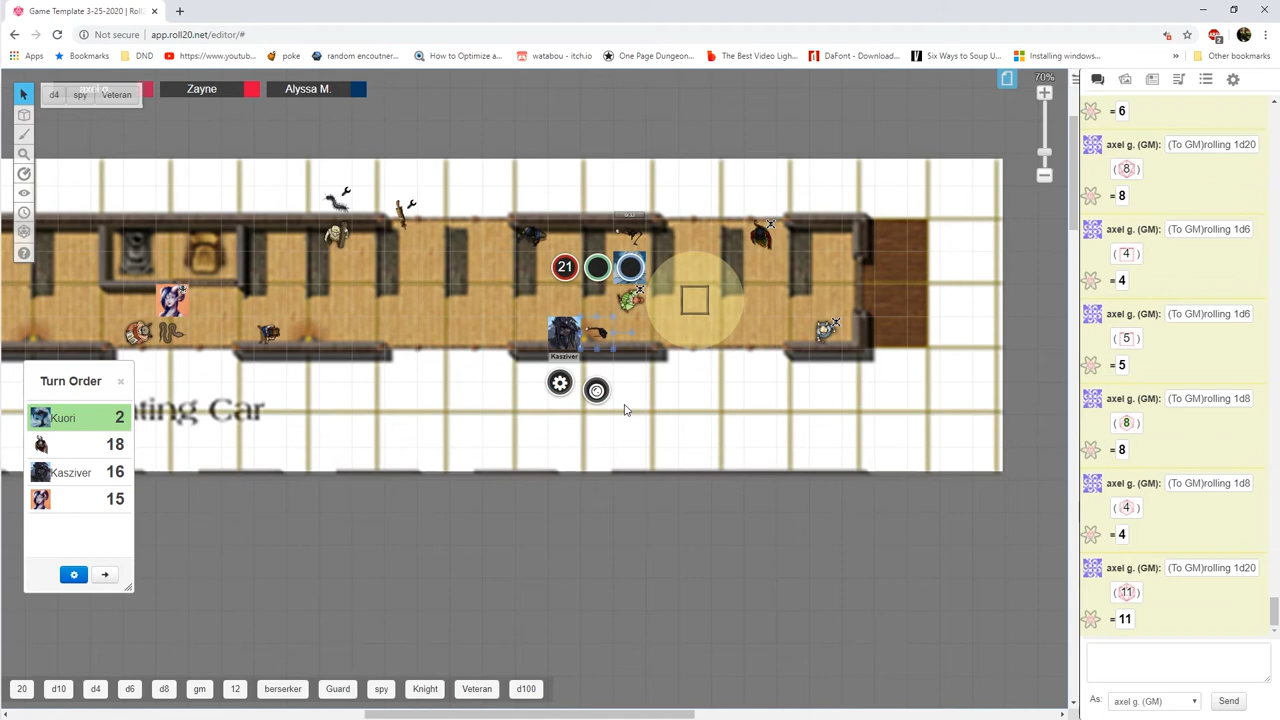 Game Template 3-25-2020 | Roll2
Not secure | app.roll20.net/editor/#
Apps Bookmarks https://www.youtub... poke random encoutner... watabou - itch.io How to Optimize a... One Page Dungeon... The Best Video Ligh... DaFont - Download... Six Ways to Soup U... Installing windows... » Other bookmarks
Zayne Alyssa M. 70%
d4 spy Veteran
= 6
axel g. (GM): (To GM)rolling 1d20
(8)
= 8
axel g. (GM): (To GM)rolling 1d6
(4)
= 4
axel g. (GM): (To GM)rolling 1d6
(5)
= 5
axel g. (GM): (To GM)rolling 1d8
(8)
= 8
axel g. (GM): (To GM)rolling 1d8
(4)
= 4
axel g. (GM): (To GM)rolling 1d20
(11)
= 11
21
Kasziver
Turn Order ×
Kuori 2
18
Kasziver 16
15
ating Car
20 d10 d4 d6 d8 gm 12 berserker Guard spy Knight Veteran d100
As: axel g. (GM) Send